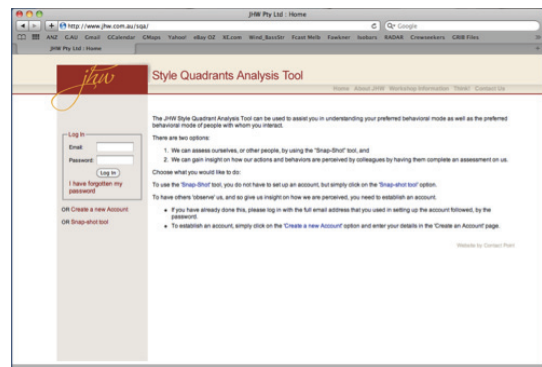 JHW Pty Ltd : Home
http://www.jhw.com.au/sqa/
Google
ANZ GAU Gmail GCalendar GMaps Yahoo! eBay OZ XE.com Wind_BassStr Fcast Melb Fawkner Isobars RADAR Crewseekers GRIB Files
JHW Pty Ltd : Home
jhw
Style Quadrants Analysis Tool
Home About JHW Workshop Information Think! Contact Us
The JHW Style Quadrant Analysis Tool can be used to assist you in understanding your preferred behavioral mode as well as the preferred
behavioral mode of people with whom you interact.
There are two options:
1. We can assess ourselves, or other people, by using the "Snap-Shot" tool, and
2. We can gain insight on how our actions and behaviors are perceived by colleagues by having them complete an assessment on us.
Choose what you would like to do:
To use the 'Snap-Shot' tool, you do not have to set up an account, but simply click on the 'Snap-shot tool' option.
To have others 'observe' us, and so give us insight on how we are perceived, you need to establish an account.
• If you have already done this, please log in with the full email address that you used in setting up the account followed, by the
password.
• To establish an account, simply click on the 'Create a new Account' option and enter your details in the 'Create an Account' page.
Website by Contact Point
Log In
Email:
Password:
Log In
I have forgotten my
password
OR Create a new Account
OR Snap-shot tool